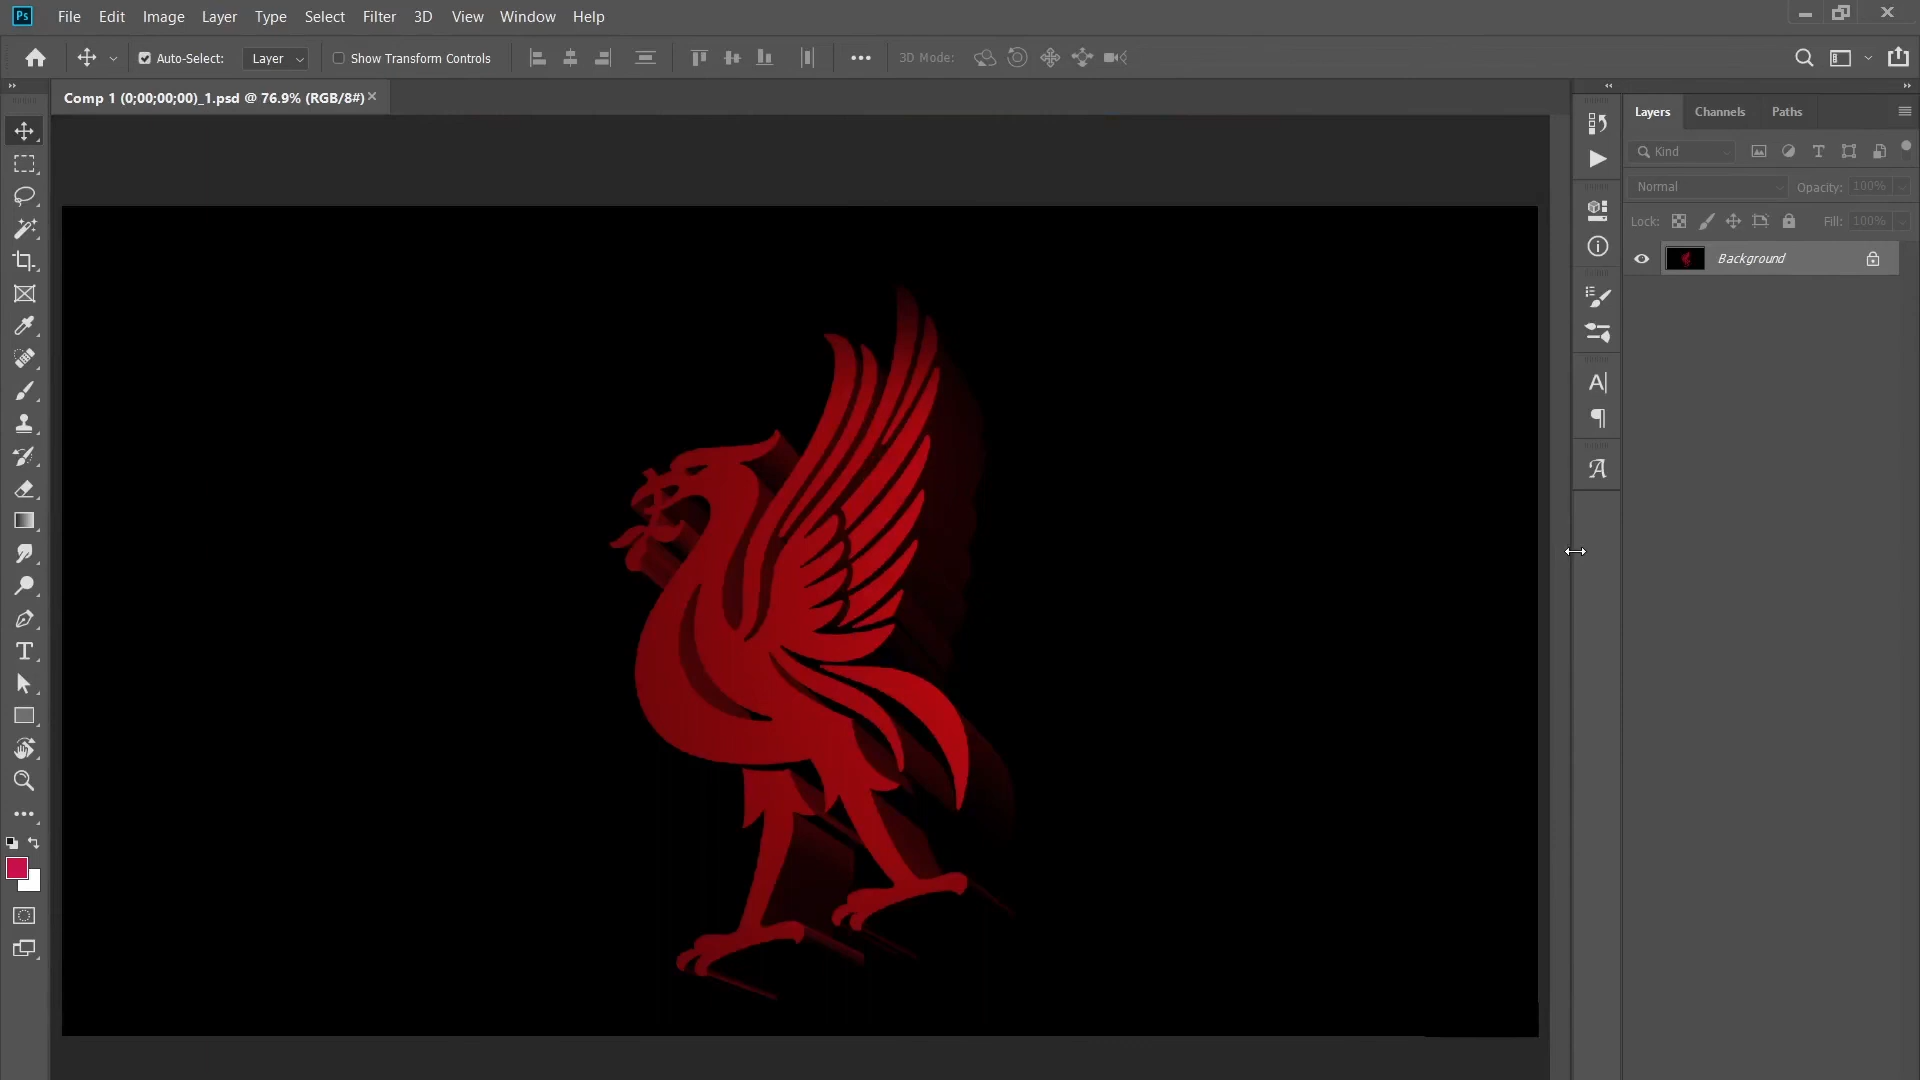 Ps File Edit Image Layer Type Select Filter 3D View Window Help
Auto-Select: Layer Show Transform Controls 3D Mode:
Comp 1 (0;00;00;00)_1.psd @ 76.9% (RGB/8#)
Layers Channels Paths
Kind
Normal Opacity: 100%
Lock: Fill: 100%
Background